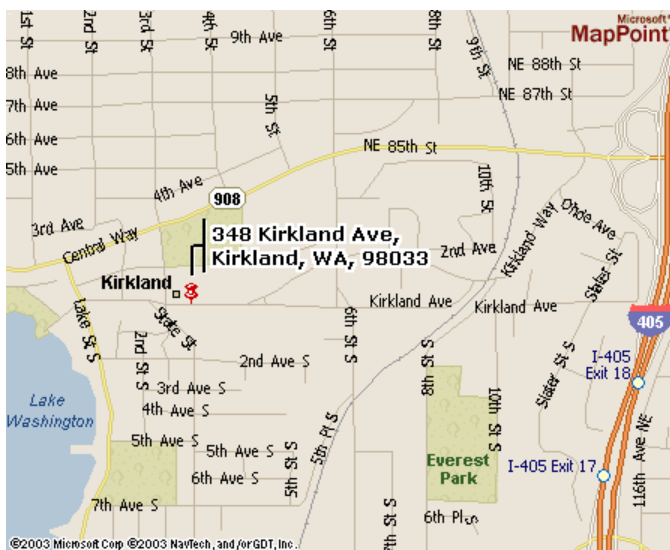 1st St
2nd St
3rd St
4th St
9th Ave
6th St
8th St
9th St
Microsoft®
MapPoint®
8th Ave
NE 88th St
7th Ave
5th St
NE 87th St
6th Ave
5th Ave
NE 85th St
4th Ave
10th St
908
3rd Ave
Central Way
348 Kirkland Ave,
Kirkland, WA, 98033
2nd Ave
Kirkland Way
Ohde Ave
Slater St
Kirkland
Kirkland Ave
Kirkland Ave
405
Lake St S
State St
2nd St S
6th St S
I-405
Exit 18
2nd Ave S
8th St S
10th St S
Slater St S
Lake
Washington
3rd Ave S
4th Ave S
5th Ave S
5th Ave S
5th St S
5th Pl S
Everest
Park
I-405 Exit 17
116th Ave NE
6th Ave S
7th Ave S
7th St S
6th Pl S
©2003 Microsoft Corp ©2003 NavTech, and/or GDT, Inc.